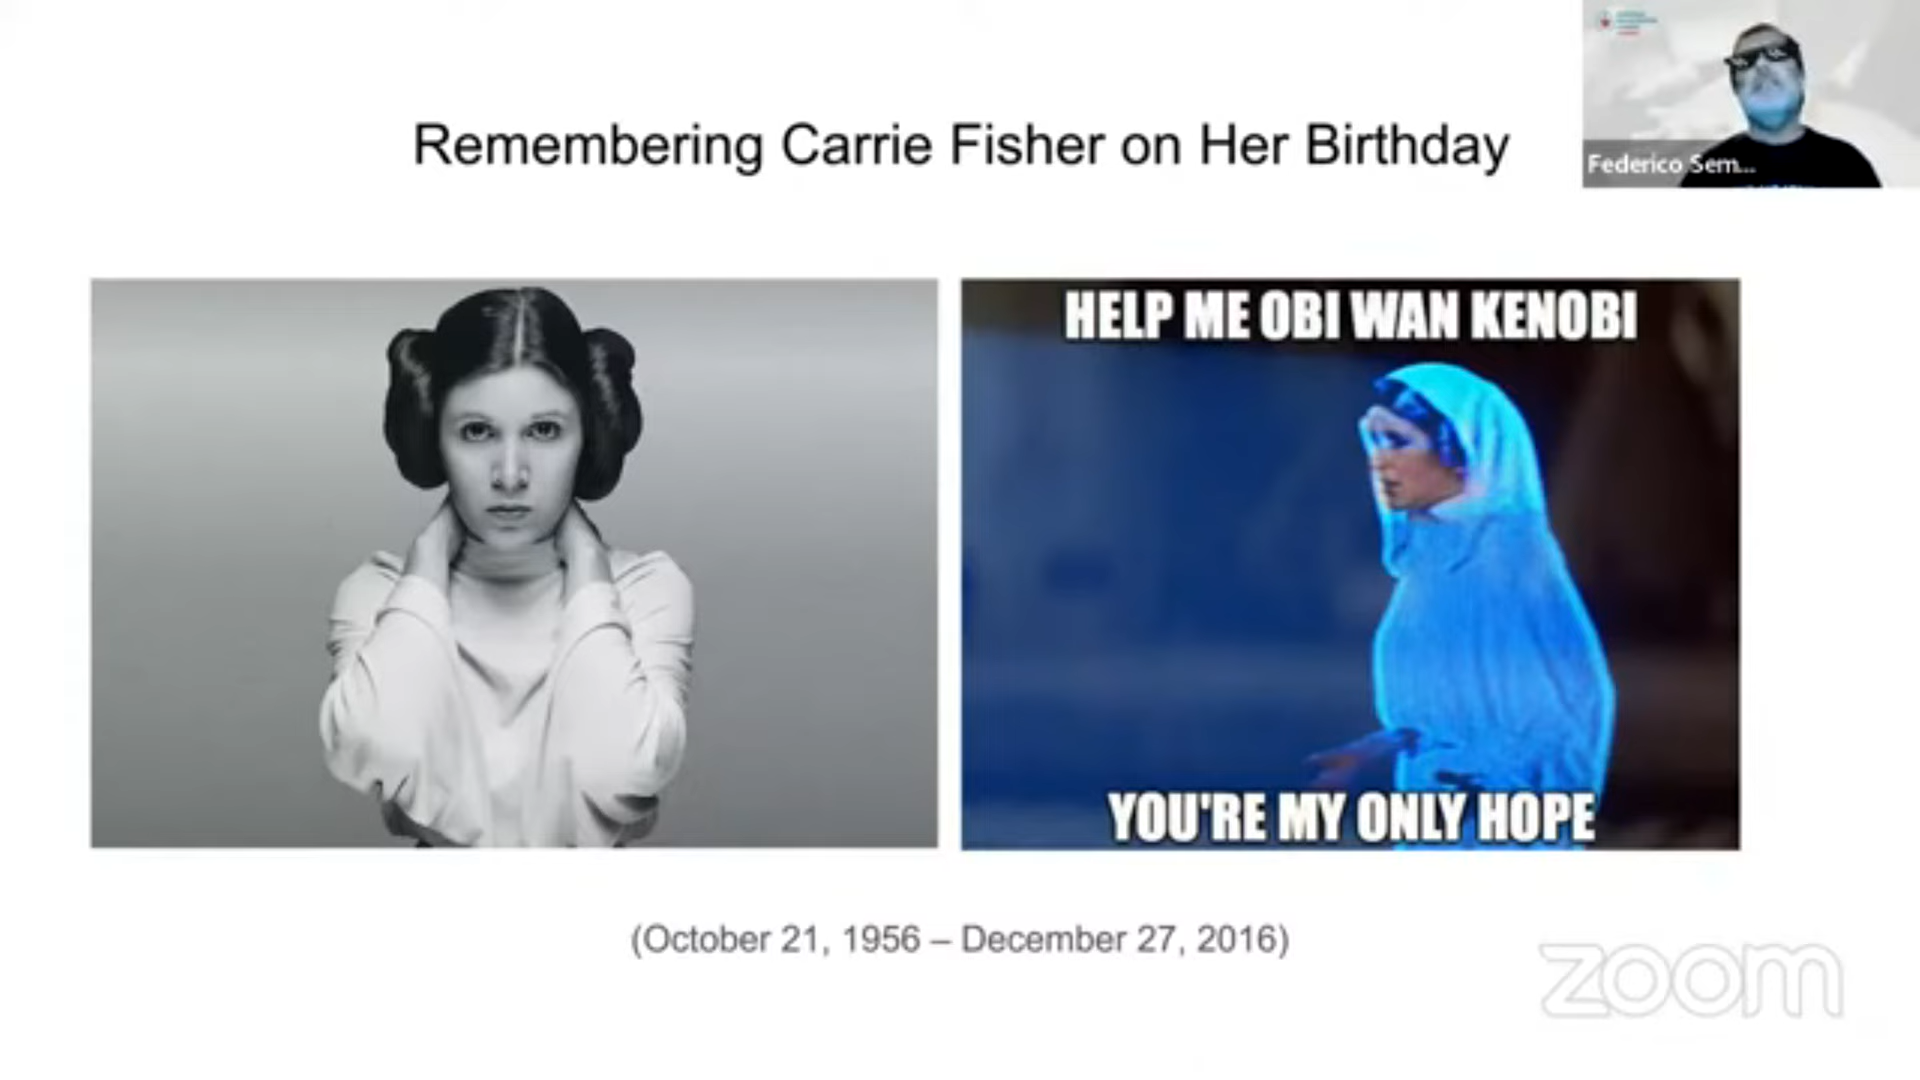 Remembering Carrie Fisher on Her Birthday
Federico Sem...
HELP ME OBI WAN KENOBI
YOU'RE MY ONLY HOPE
(October 21, 1956 – December 27, 2016)
zoom